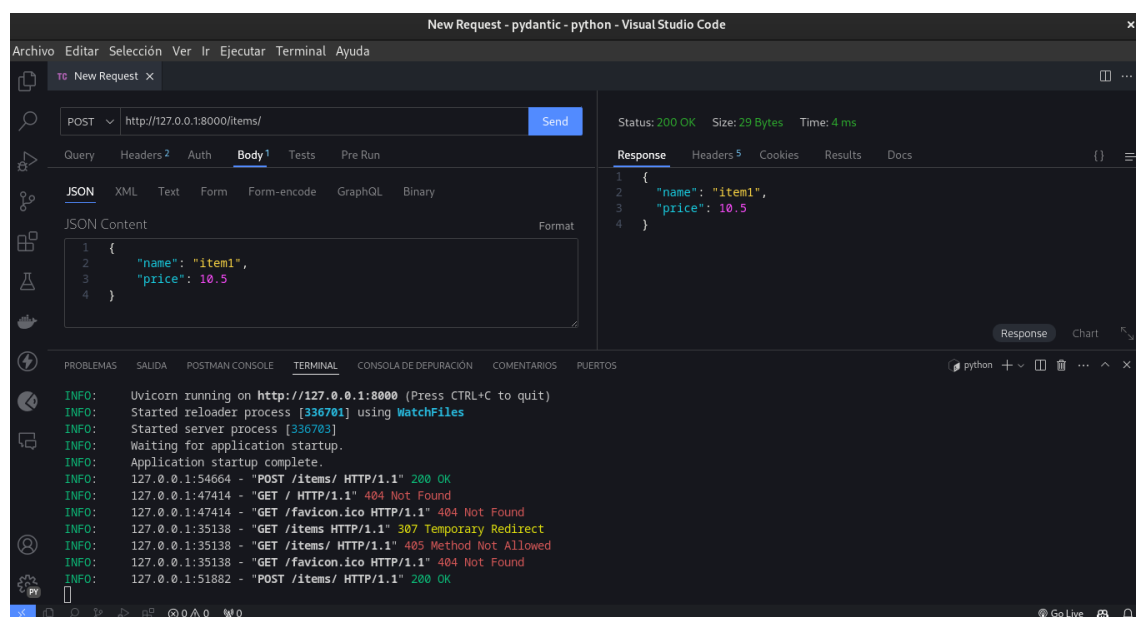 New Request - pydantic - python - Visual Studio Code ×
Archivo Editar Selección Ver Ir Ejecutar Terminal Ayuda
TC New Request ×
POST http://127.0.0.1:8000/items/ Send
Status: 200 OK Size: 29 Bytes Time: 4 ms
Query Headers 2 Auth Body 1 Tests Pre Run
Response Headers 5 Cookies Results Docs { }
JSON XML Text Form Form-encode GraphQL Binary
JSON Content Format
1 {
2 "name": "item1",
3 "price": 10.5
4 }
1 {
2 "name": "item1",
3 "price": 10.5
4 }
Response Chart
PROBLEMAS SALIDA POSTMAN CONSOLE TERMINAL CONSOLA DE DEPURACIÓN COMENTARIOS PUERTOS python
INFO: Uvicorn running on http://127.0.0.1:8000 (Press CTRL+C to quit)
INFO: Started reloader process [336701] using WatchFiles
INFO: Started server process [336703]
INFO: Waiting for application startup.
INFO: Application startup complete.
INFO: 127.0.0.1:54664 - "POST /items/ HTTP/1.1" 200 OK
INFO: 127.0.0.1:47414 - "GET / HTTP/1.1" 404 Not Found
INFO: 127.0.0.1:47414 - "GET /favicon.ico HTTP/1.1" 404 Not Found
INFO: 127.0.0.1:35138 - "GET /items HTTP/1.1" 307 Temporary Redirect
INFO: 127.0.0.1:35138 - "GET /items/ HTTP/1.1" 405 Method Not Allowed
INFO: 127.0.0.1:35138 - "GET /favicon.ico HTTP/1.1" 404 Not Found
INFO: 127.0.0.1:51882 - "POST /items/ HTTP/1.1" 200 OK
PY
0 0 0 Go Live